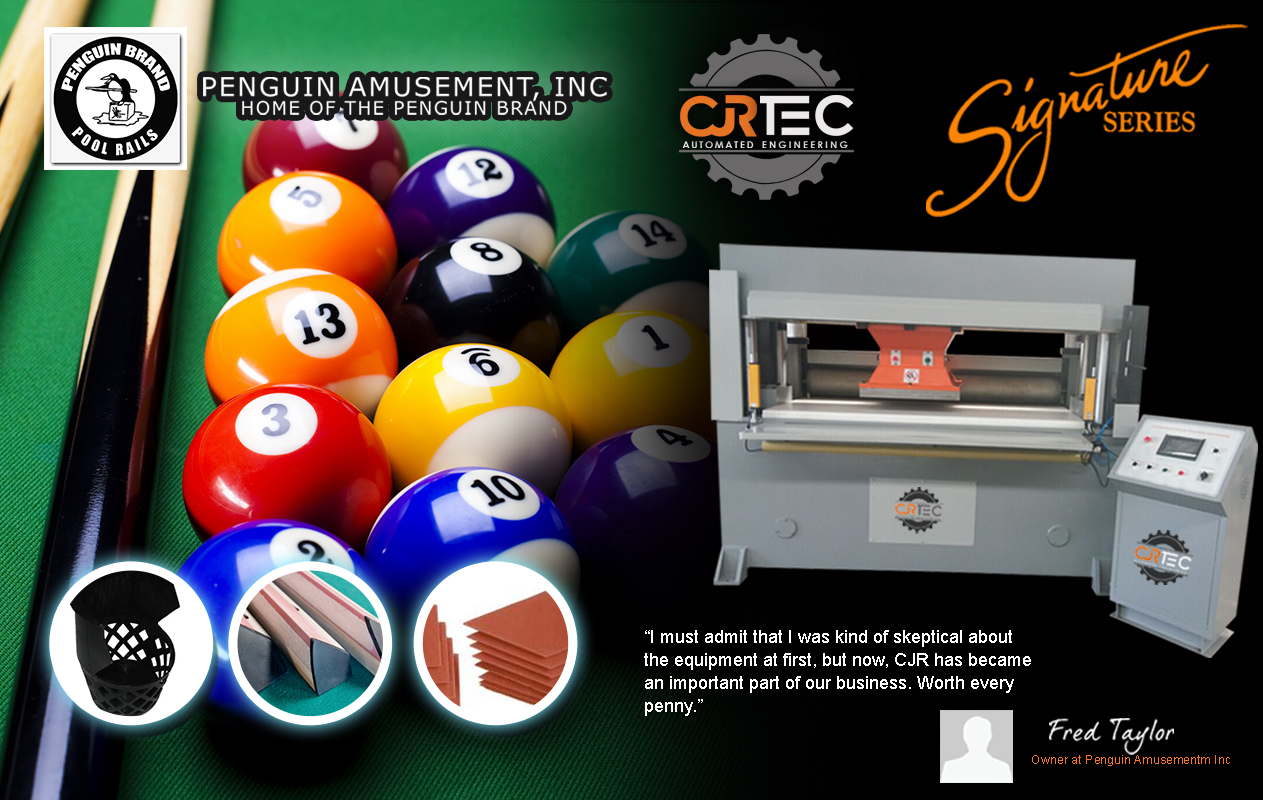 PENGUIN BRAND
POOL RAILS
PENGUIN AMUSEMENT, INC
HOME OF THE PENGUIN BRAND
CJRTEC
AUTOMATED ENGINEERING
Signature
SERIES
7
5
12
14
8
13
1
6
3
4
10
2
CJRTEC
CJRTEC
“I must admit that I was kind of skeptical about
the equipment at first, but now, CJR has became
an important part of our business. Worth every
penny.”
Fred Taylor
Owner at Penguin Amusementm Inc